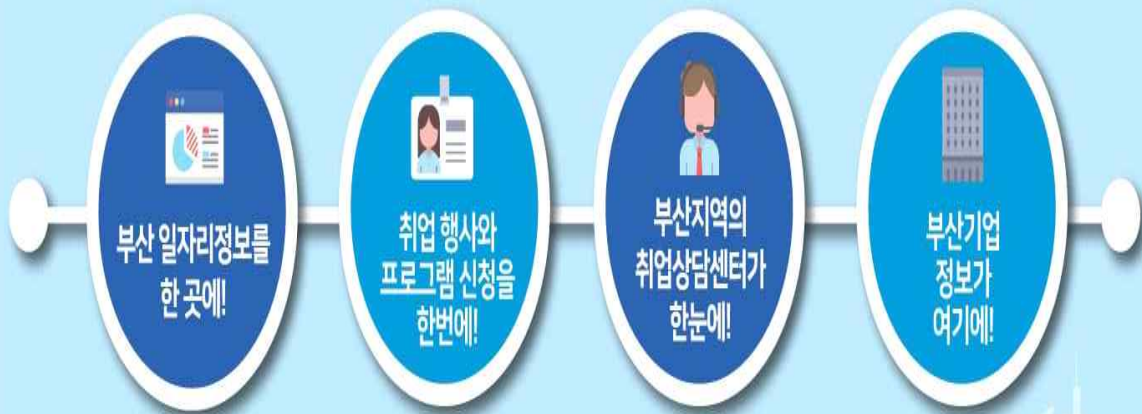 부산 일자리정보를
한 곳에!
취업 행사와
프로그램 신청을
한번에!
부산지역의
취업상담센터가
한눈에!
부산기업
정보가
여기에!